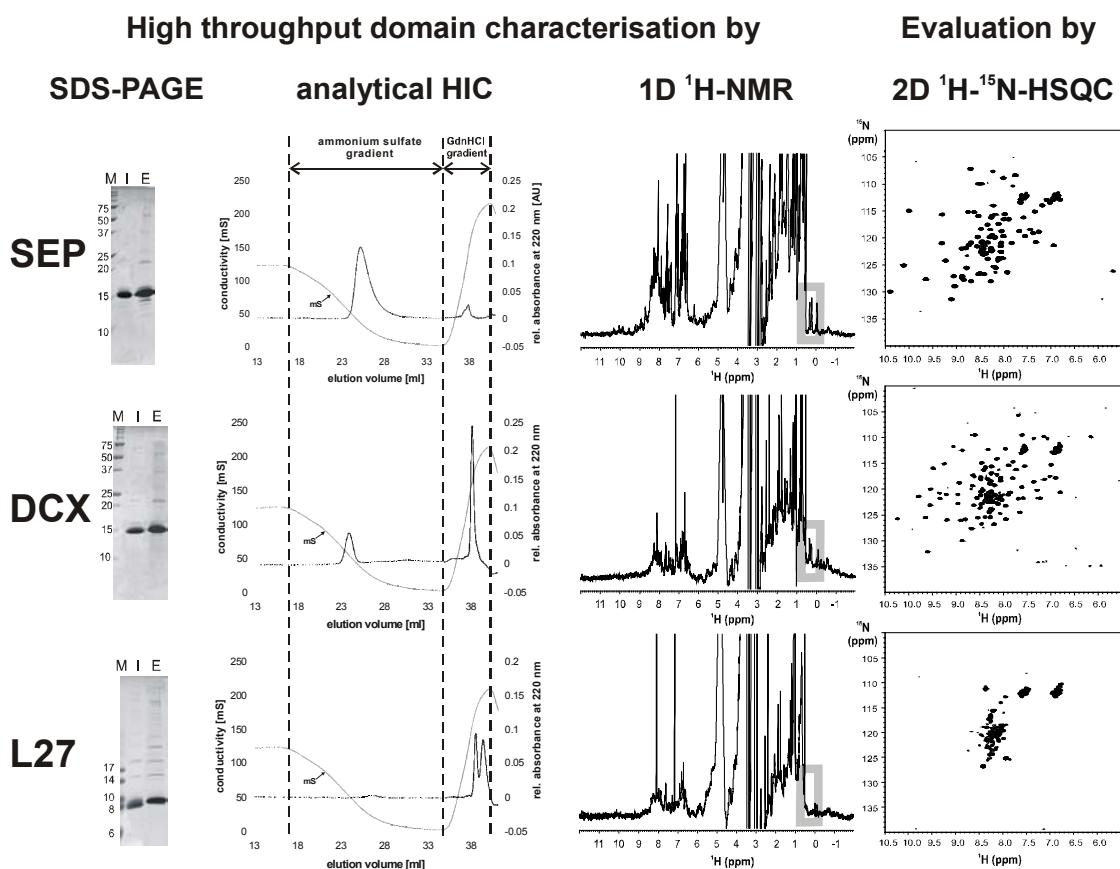 High throughput domain characterisation by
Evaluation by
SDS-PAGE
analytical HIC
1D ¹H-NMR
2D ¹H-¹⁵N-HSQC
SEP
M I E
75
50
37
25
20
15
10
ammonium sulfate gradient
GdnHCl gradient
250
200
150
100
50
0
conductivity [mS]
mS
0.25
0.2
0.15
0.1
0.05
0
-0.05
rel. absorbance at 220 nm [AU]
13 18 23 28 33 38
elution volume [ml]
11 10 9 8 7 6 5 4 3 2 1 0 -1
¹H (ppm)
¹⁵N (ppm)
105
110
115
120
125
130
135
10.5 10.0 9.5 9.0 8.5 8.0 7.5 7.0 6.5 6.0
¹H (ppm)
DCX
M I E
75
50
37
25
20
15
10
250
200
150
100
50
0
conductivity [mS]
mS
0.25
0.2
0.15
0.1
0.05
0
-0.05
rel. absorbance at 220 nm
13 18 23 28 33 38
elution volume [ml]
11 10 9 8 7 6 5 4 3 2 1 0 -1
¹H (ppm)
¹⁵N (ppm)
105
110
115
120
125
130
135
10.5 10.0 9.5 9.0 8.5 8.0 7.5 7.0 6.5 6.0
¹H (ppm)
L27
M I E
17
14
10
8
6
250
200
150
100
50
0
conductivity [mS]
mS
0.2
0.15
0.1
0.05
0
-0.05
rel. absorbance at 220 nm
13 18 23 28 33 38
elution volume [ml]
11 10 9 8 7 6 5 4 3 2 1 0 -1
¹H (ppm)
¹⁵N (ppm)
110
115
120
125
130
135
10.5 10.0 9.5 9.0 8.5 8.0 7.5 7.0 6.5 6.0
¹H (ppm)